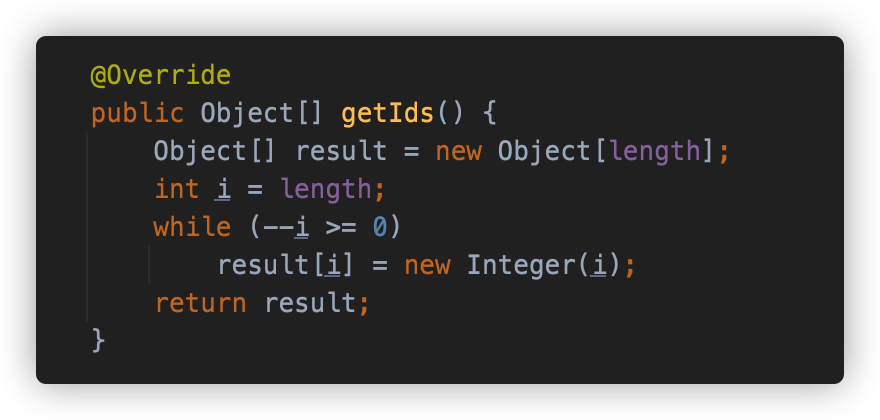 @Override
public Object[] getIds() {
    Object[] result = new Object[length];
    int i = length;
    while (--i >= 0)
        result[i] = new Integer(i);
    return result;
}